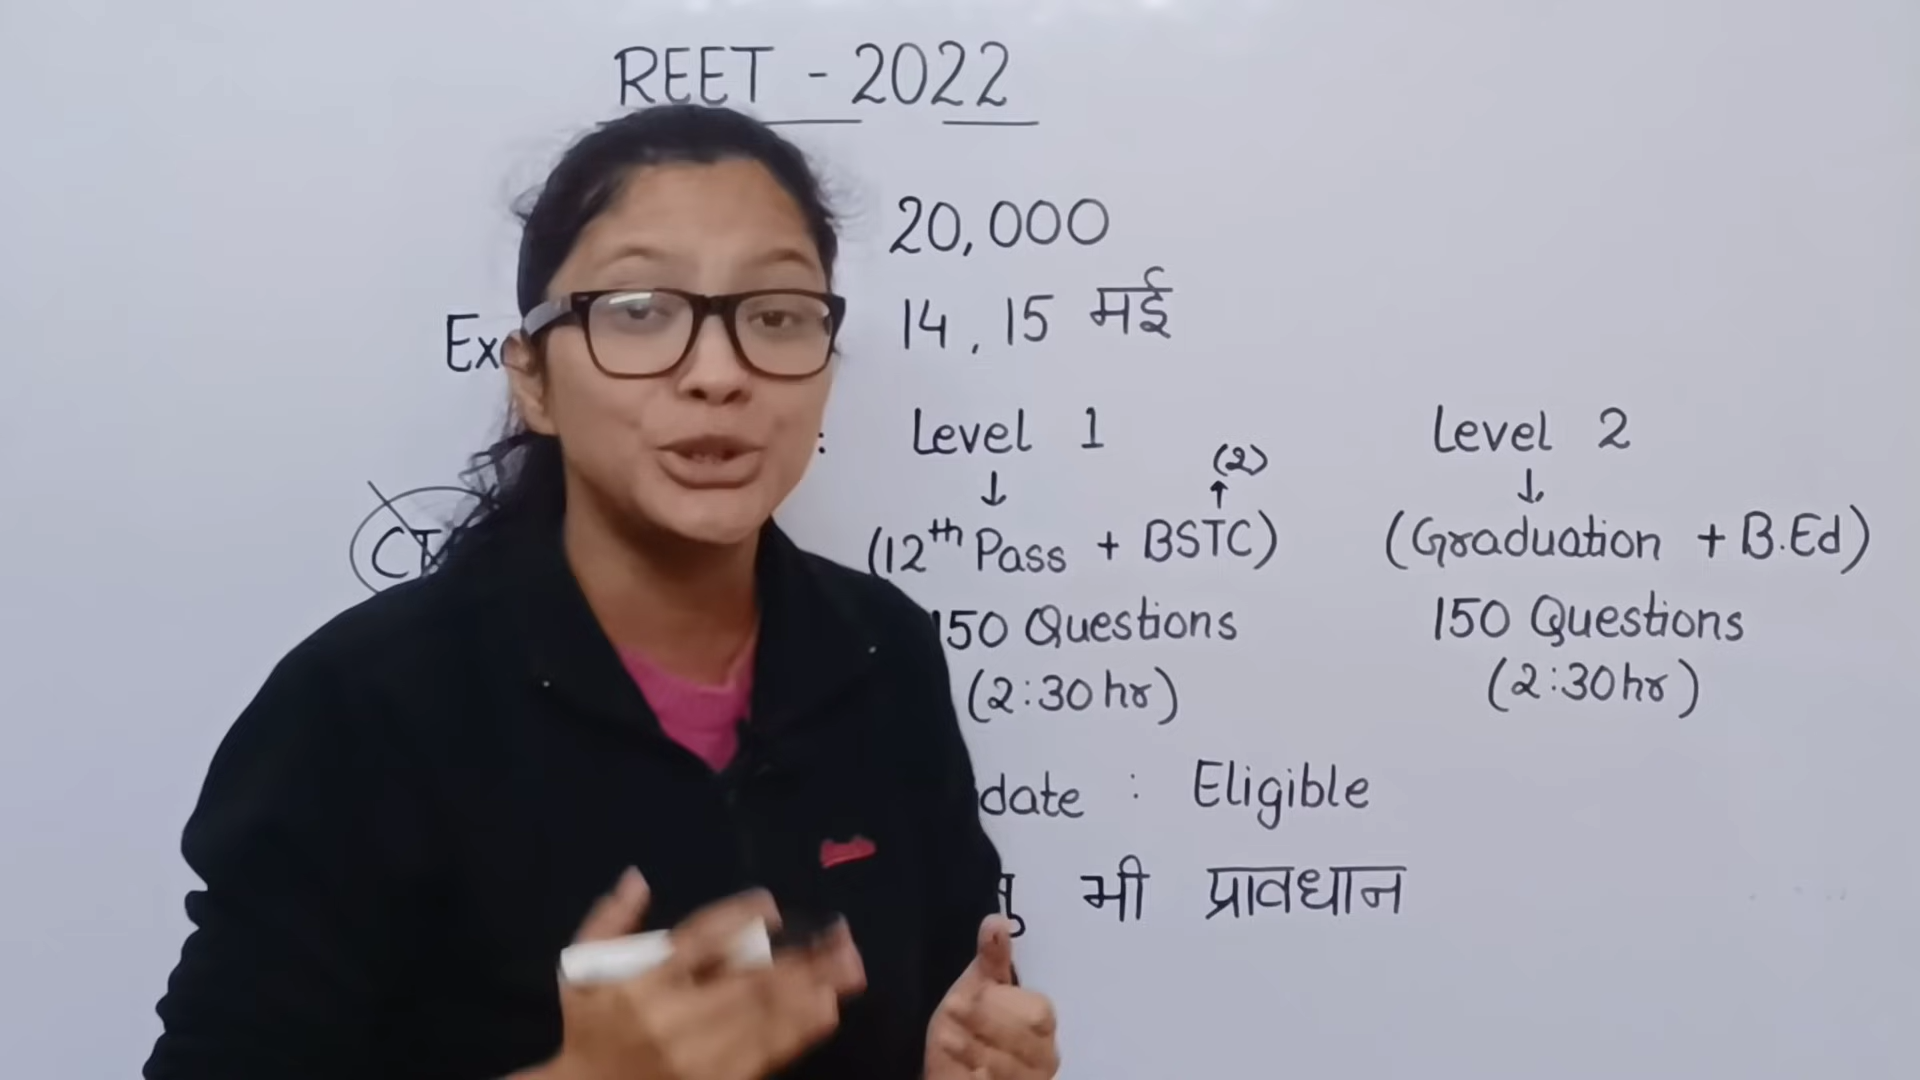 REET - 2022
20,000
14, 15 मई
: Level 1 Level 2
(2)
(12th Pass + BSTC) (Graduation + B.Ed)
150 Questions 150 Questions
(2:30 hr) (2:30 hr)
date : Eligible
भी प्रावधान